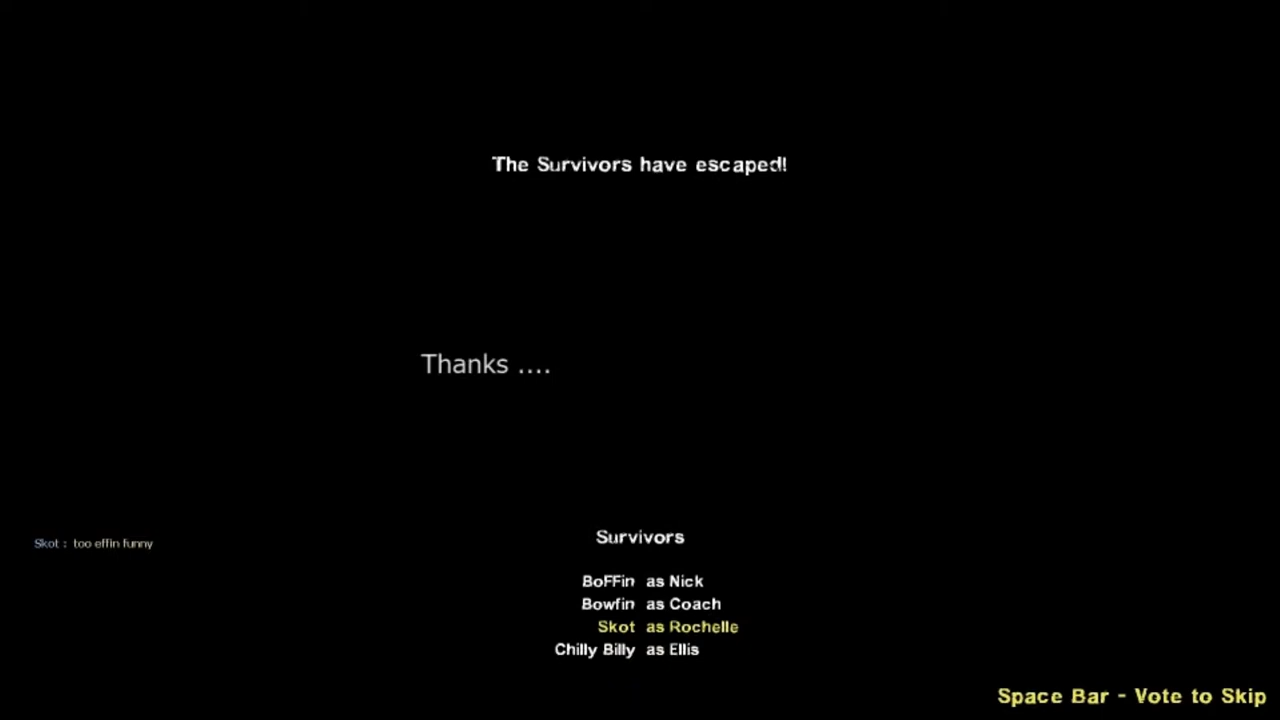 The Survivors have escaped!
Thanks ....
Survivors
Skot : too effin funny
BoFFin as Nick
Bowfin as Coach
Skot as Rochelle
Chilly Billy as Ellis
Space Bar - Vote to Skip